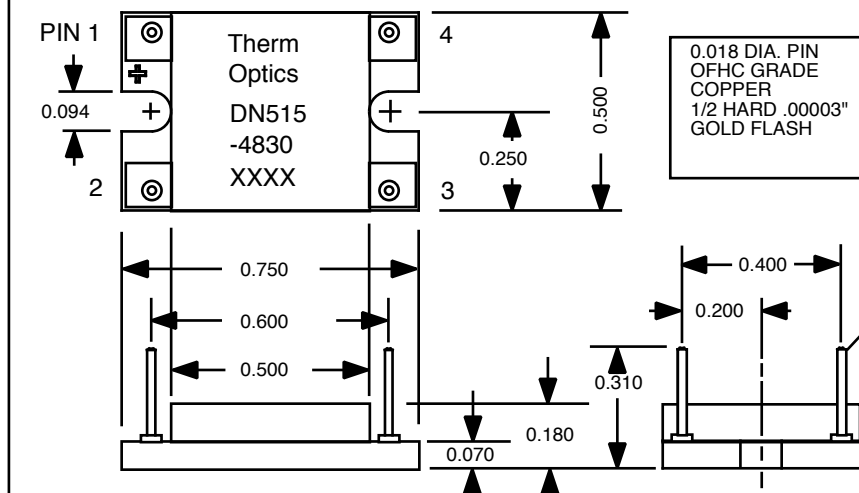 PIN 1
4
Therm
Optics
DN515
-4830
XXXX
0.094
2
3
0.500
0.250
0.018 DIA. PIN
OFHC GRADE
COPPER
1/2 HARD .00003"
GOLD FLASH
0.750
0.600
0.500
0.310
0.180
0.070
0.400
0.200